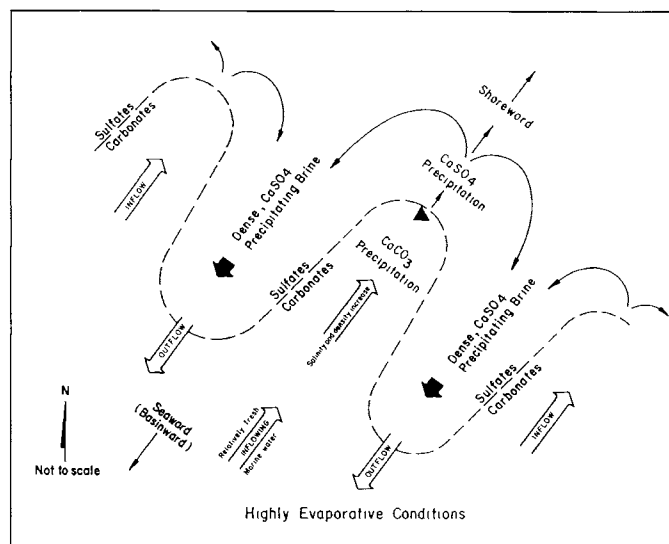 Sulfates
Carbonates
INFLOW
Shoreword
CaSO4
Precipitation
Dense, CaSO4
Precipitating Brine
CaCO3
Precipitation
Sulfates
Carbonates
Salinity and density increase
OUTFLOW
Dense, CaSO4
Precipitating Brine
Sulfates
Carbonates
INFLOW
N
Not to scale
Seaword
(Basinward)
Relatively fresh
INFLOWING
Marine water
OUTFLOW
Highly Evaporative Conditions